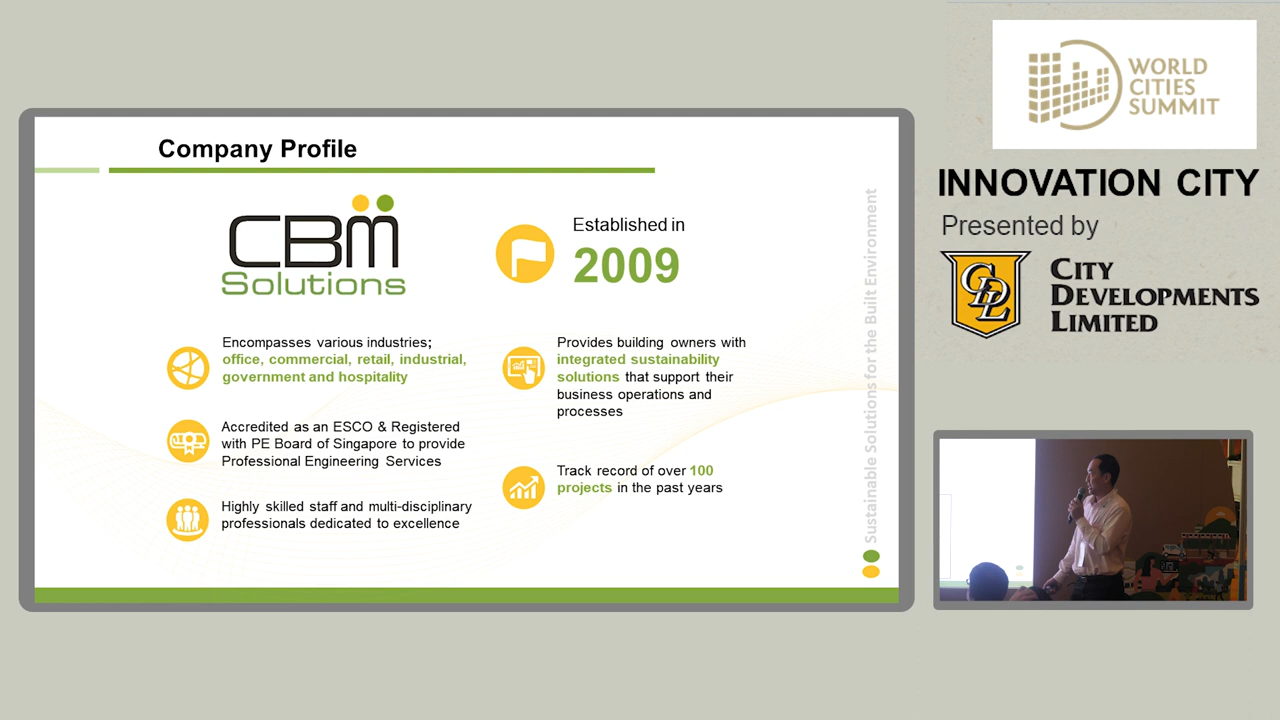 Company Profile
CBM
Solutions
Established in
2009
Encompasses various industries;
office, commercial, retail, industrial,
government and hospitality
Provides building owners with
integrated sustainability
solutions that support their
business operations and
processes
Accredited as an ESCO & Registered
with PE Board of Singapore to provide
Professional Engineering Services
Track record of over 100
projects in the past years
Highly skilled staff and multi-disciplinary
professionals dedicated to excellence
Sustainable Solutions for the Built Environment
WORLD
CITIES
SUMMIT
INNOVATION CITY
Presented by
CDL
CITY
DEVELOPMENTS
LIMITED